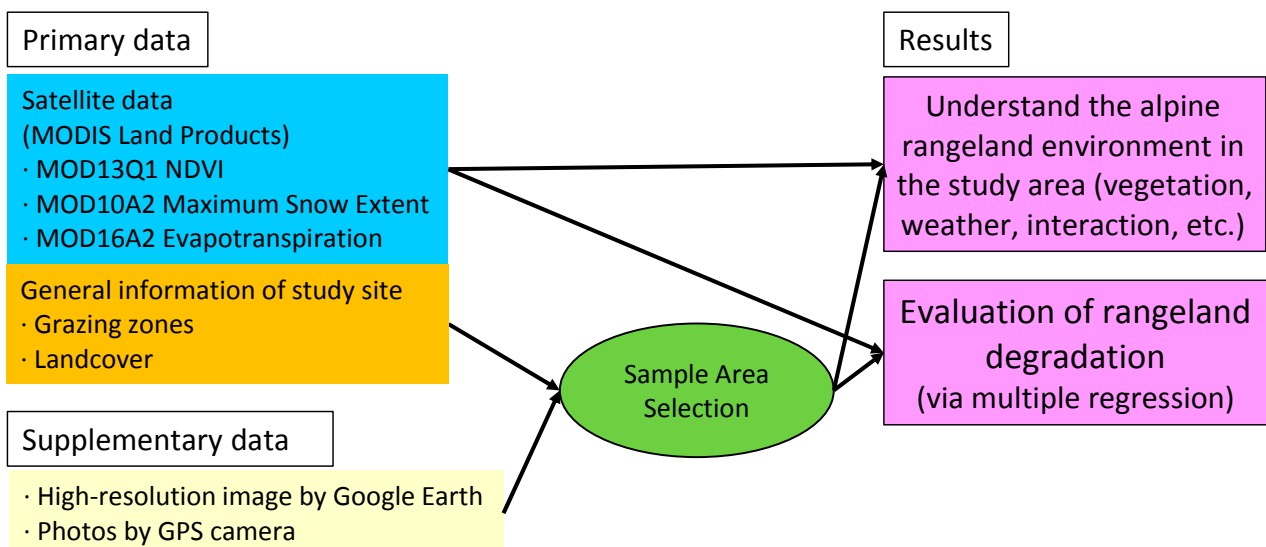 Primary data
Satellite data
(MODIS Land Products)
· MOD13Q1 NDVI
· MOD10A2 Maximum Snow Extent
· MOD16A2 Evapotranspiration
General information of study site
· Grazing zones
· Landcover
Supplementary data
· High-resolution image by Google Earth
· Photos by GPS camera
Sample Area
Selection
Results
Understand the alpine
rangeland environment in
the study area (vegetation,
weather, interaction, etc.)
Evaluation of rangeland
degradation
(via multiple regression)